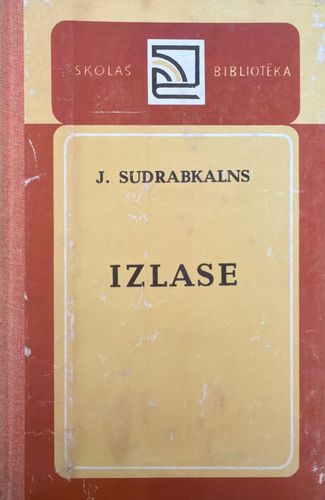 SKOLAS BIBLIOTĒKA
J. SUDRABKALNS
IZLASE